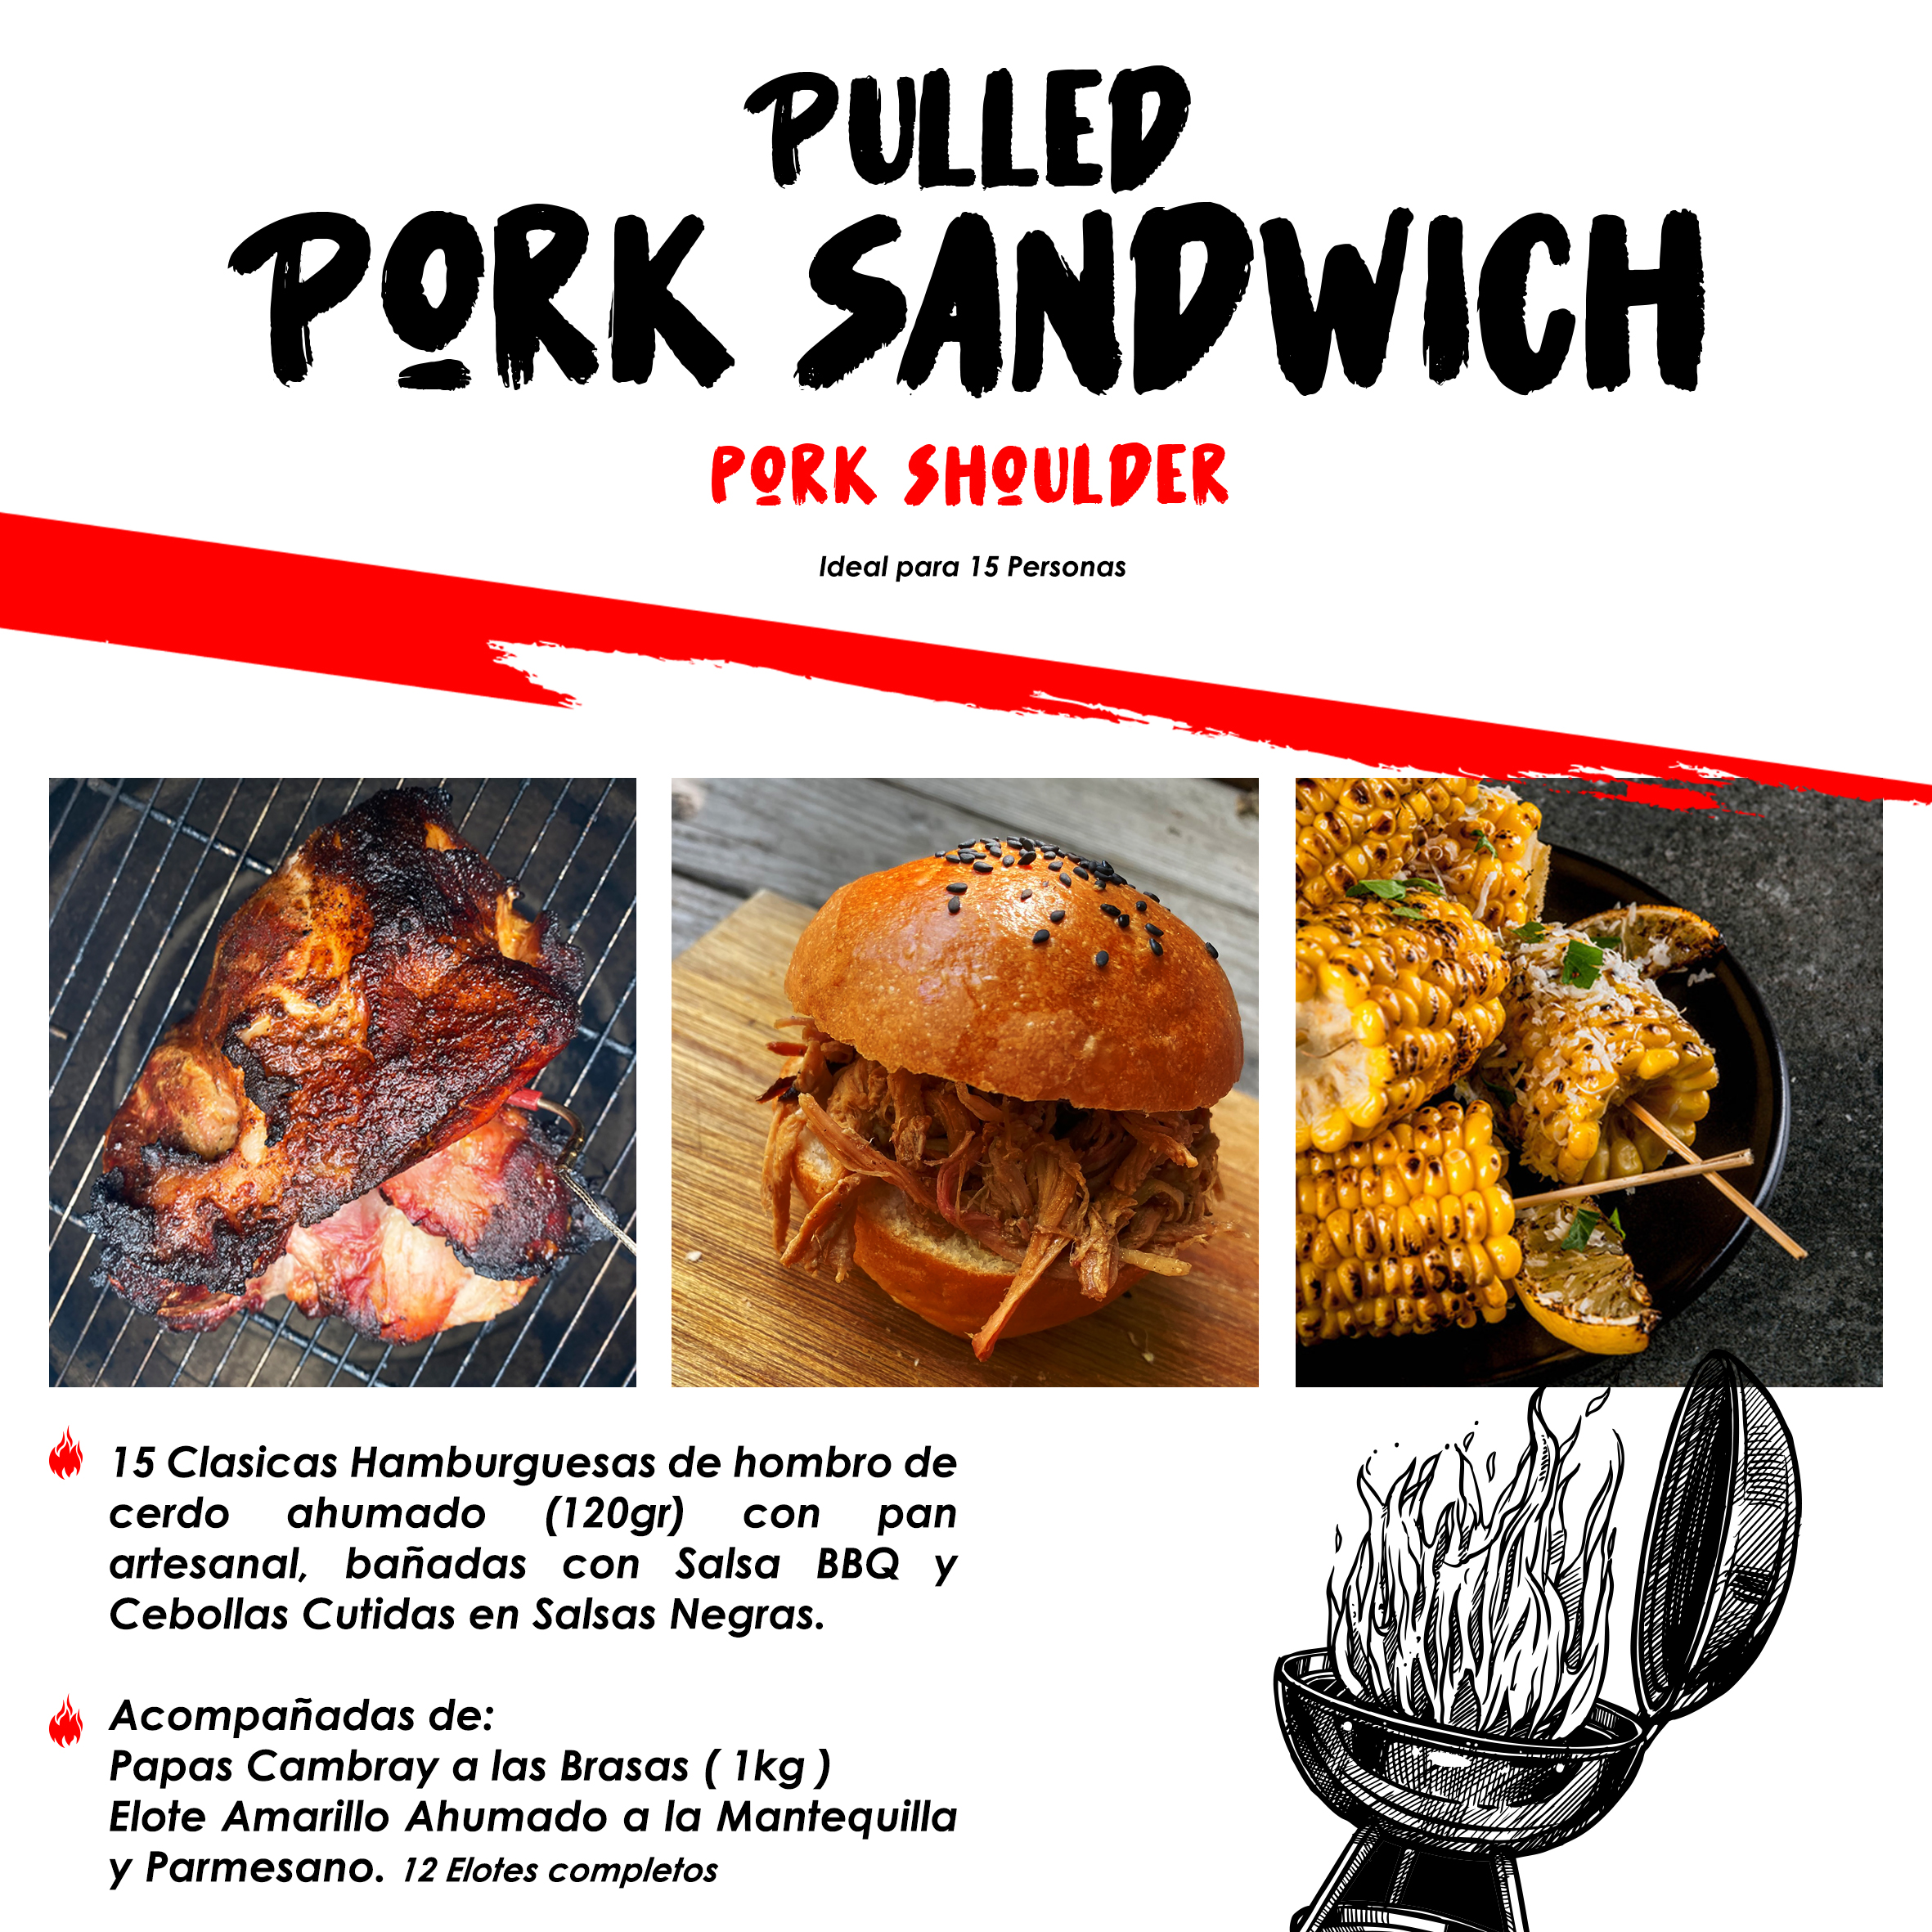 PULLED
PORK SANDWICH
PORK SHOULDER
Ideal para 15 Personas
15 Clasicas Hamburguesas de hombro de
cerdo ahumado (120gr) con pan
artesanal, bañadas con Salsa BBQ y
Cebollas Cutidas en Salsas Negras.
Acompañadas de:
Papas Cambray a las Brasas ( 1kg )
Elote Amarillo Ahumado a la Mantequilla
y Parmesano. 12 Elotes completos